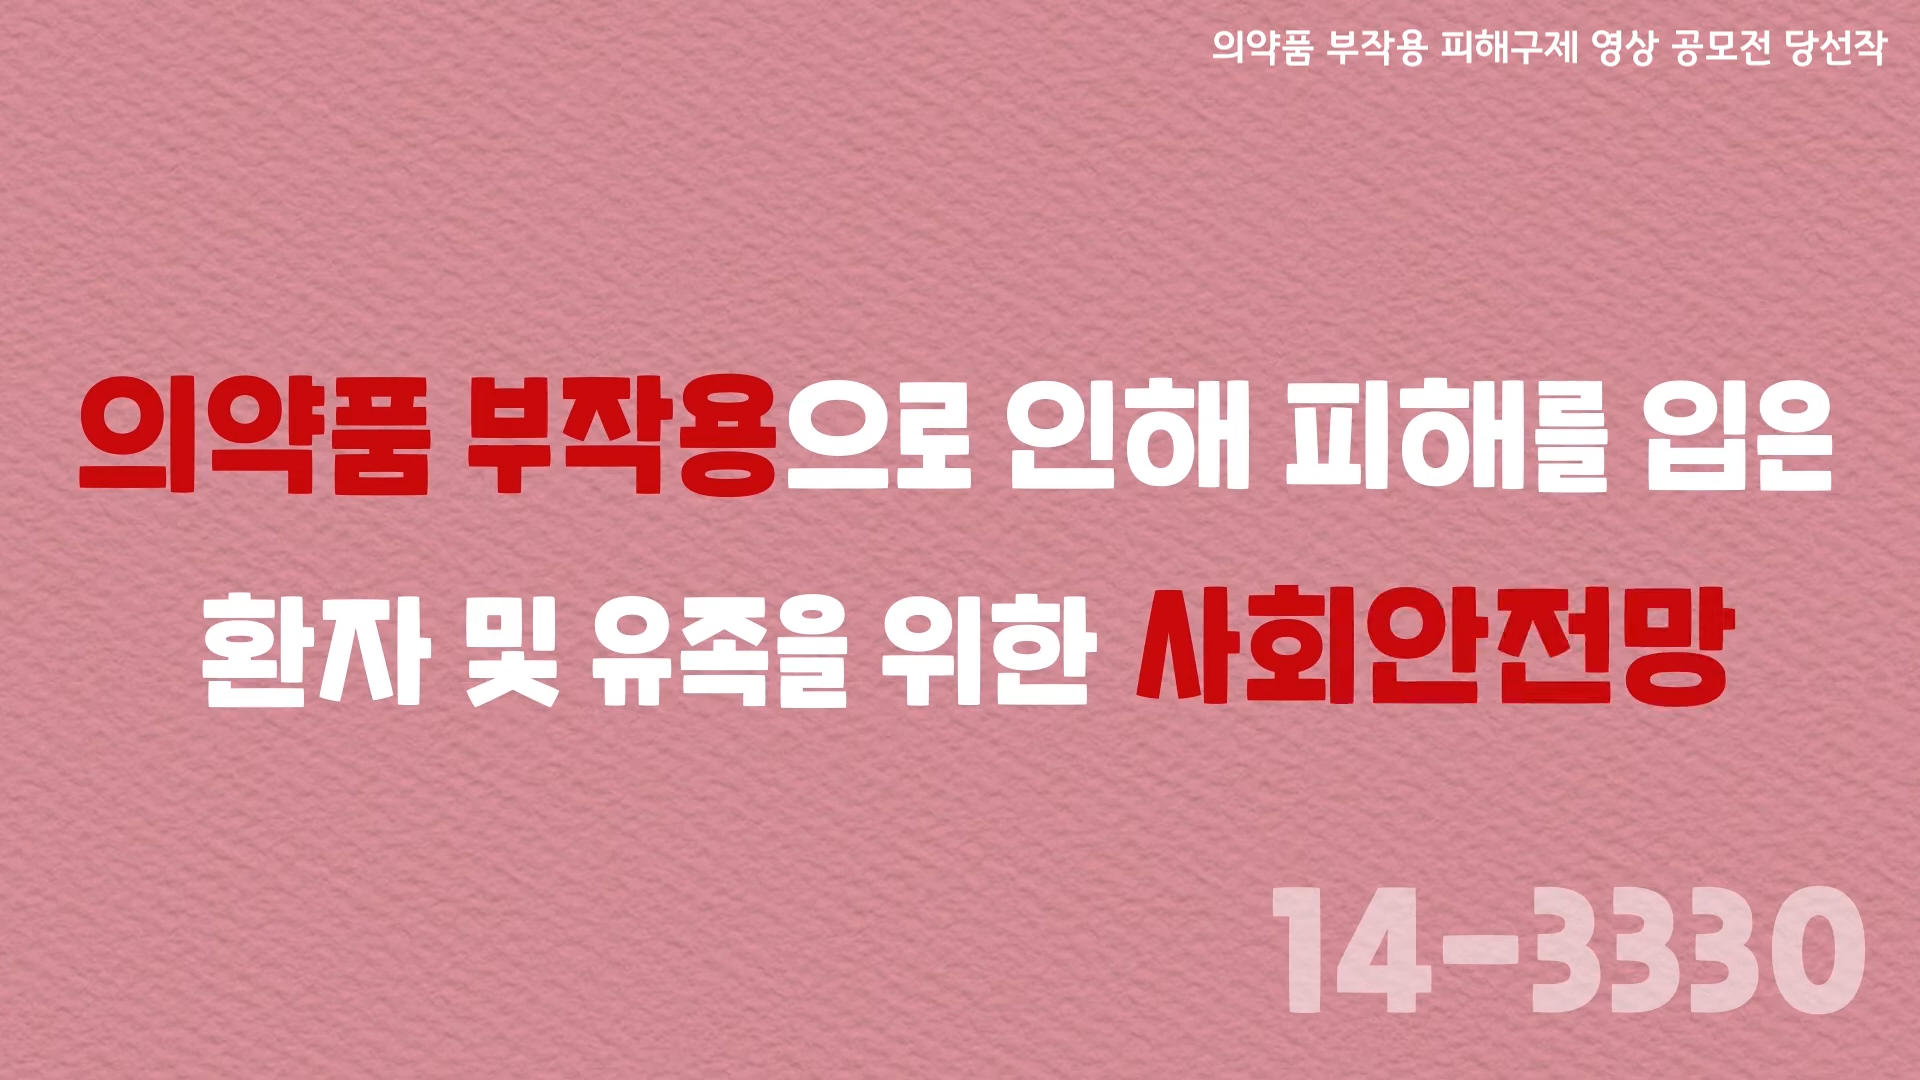 의약품 부작용 피해구제 영상 공모전 당선작
의약품 부작용으로 인해 피해를 입은
환자 및 유족을 위한 사회안전망
14-3330